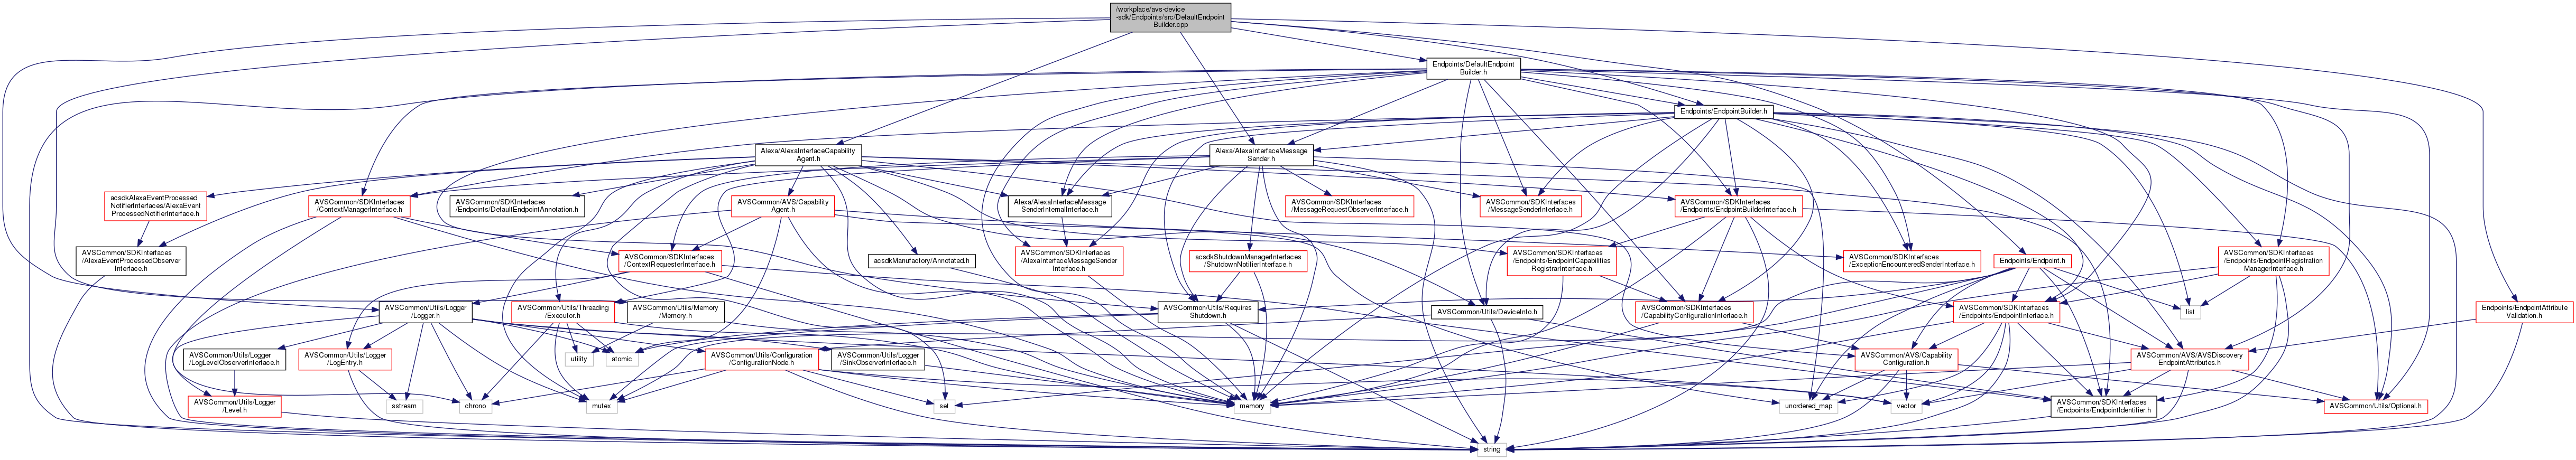 /workplace/avs-device
-sdk/Endpoints/src/DefaultEndpoint
Builder.cpp
Endpoints/DefaultEndpoint
Builder.h
Endpoints/EndpointBuilder.h
Alexa/AlexaInterfaceCapability
Agent.h
Alexa/AlexaInterfaceMessage
Sender.h
acsdkAlexaEventProcessed
NotifierInterfaces/AlexaEvent
ProcessedNotifierInterface.h
AVSCommon/SDKInterfaces
/ContextManagerInterface.h
AVSCommon/SDKInterfaces
/Endpoints/DefaultEndpointAnnotation.h
AVSCommon/AVS/Capability
Agent.h
Alexa/AlexaInterfaceMessage
SenderInternalInterface.h
AVSCommon/SDKInterfaces
/MessageRequestObserverInterface.h
AVSCommon/SDKInterfaces
/MessageSenderInterface.h
AVSCommon/SDKInterfaces
/Endpoints/EndpointBuilderInterface.h
AVSCommon/SDKInterfaces
/AlexaEventProcessedObserver
Interface.h
AVSCommon/SDKInterfaces
/ContextRequesterInterface.h
acsdkManufactory/Annotated.h
AVSCommon/SDKInterfaces
/AlexaInterfaceMessageSender
Interface.h
acsdkShutdownManagerInterfaces
/ShutdownNotifierInterface.h
AVSCommon/SDKInterfaces
/Endpoints/EndpointCapabilities
RegistrarInterface.h
AVSCommon/SDKInterfaces
/ExceptionEncounteredSenderInterface.h
Endpoints/Endpoint.h
AVSCommon/SDKInterfaces
/Endpoints/EndpointRegistration
ManagerInterface.h
AVSCommon/Utils/Logger
/Logger.h
AVSCommon/Utils/Threading
/Executor.h
AVSCommon/Utils/Memory
/Memory.h
AVSCommon/Utils/Requires
Shutdown.h
AVSCommon/Utils/DeviceInfo.h
AVSCommon/SDKInterfaces
/CapabilityConfigurationInterface.h
AVSCommon/SDKInterfaces
/Endpoints/EndpointInterface.h
list
Endpoints/EndpointAttribute
Validation.h
AVSCommon/Utils/Logger
/LogLevelObserverInterface.h
AVSCommon/Utils/Logger
/LogEntry.h
utility
atomic
AVSCommon/Utils/Configuration
/ConfigurationNode.h
AVSCommon/Utils/Logger
/SinkObserverInterface.h
AVSCommon/AVS/Capability
Configuration.h
AVSCommon/AVS/AVSDiscovery
EndpointAttributes.h
AVSCommon/Utils/Logger
/Level.h
sstream
chrono
mutex
set
memory
unordered_map
vector
AVSCommon/SDKInterfaces
/Endpoints/EndpointIdentifier.h
AVSCommon/Utils/Optional.h
string